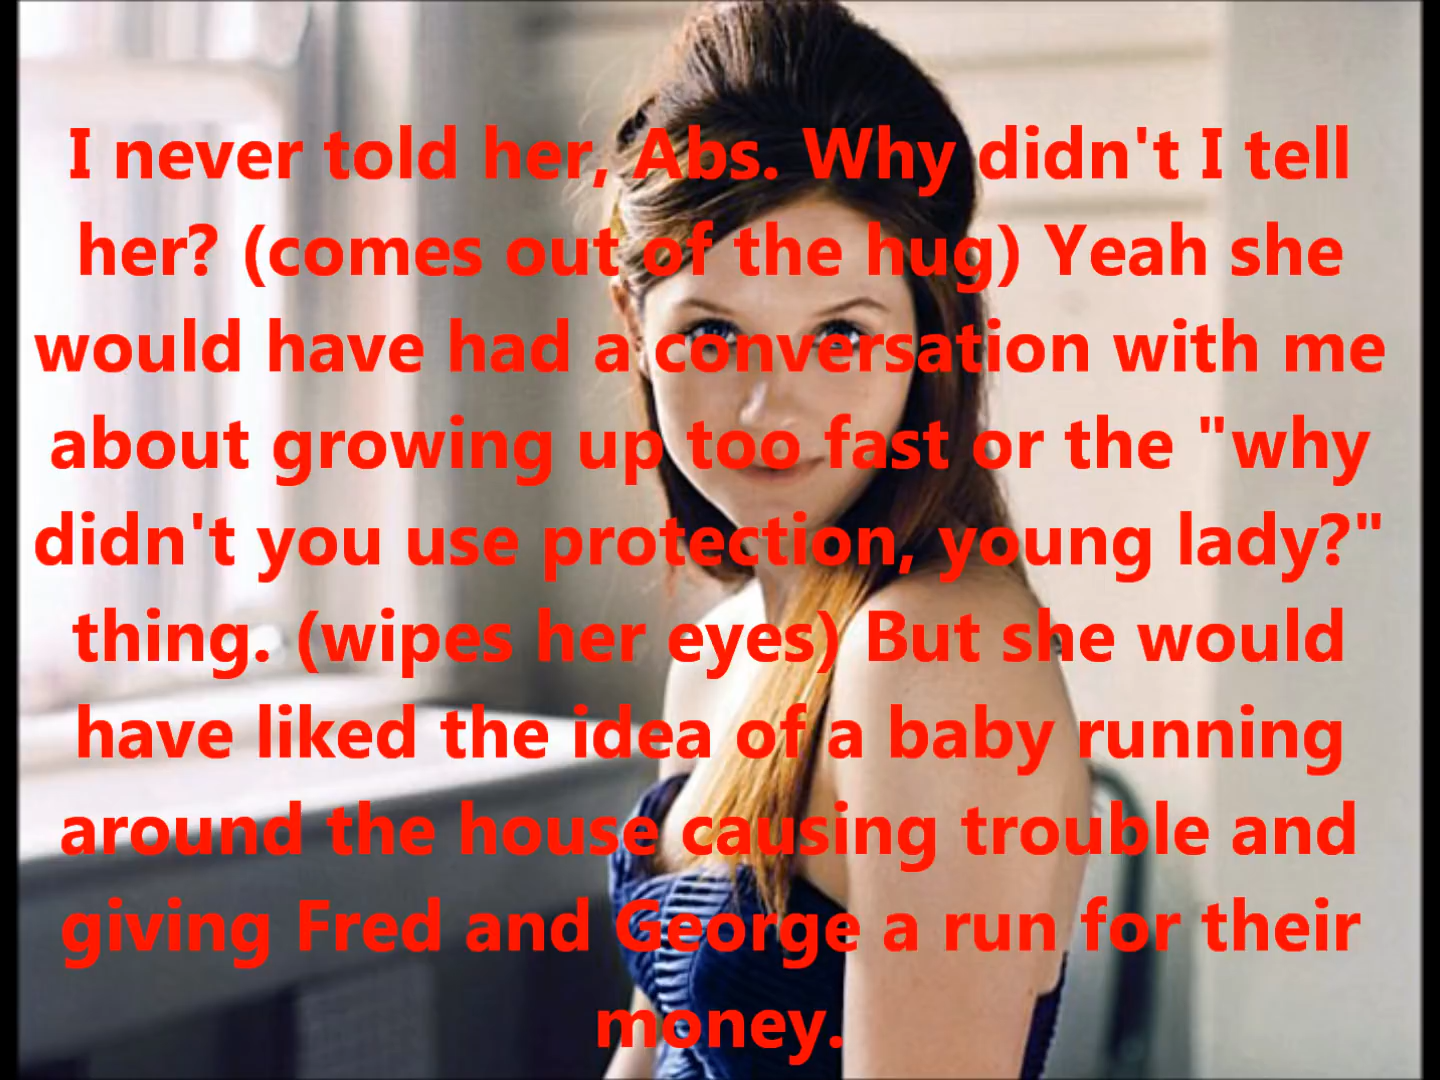 I never told her, Abs. Why didn't I tell
her? (comes out of the hug) Yeah she
would have had a conversation with me
about growing up too fast or the "why
didn't you use protection, young lady?"
thing. (wipes her eyes) But she would
have liked the idea of a baby running
around the house causing trouble and
giving Fred and George a run for their
money.